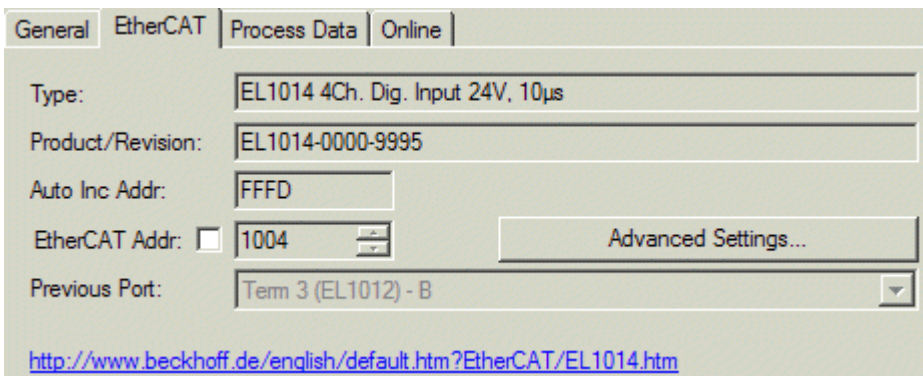 General EtherCAT Process Data Online
Type: EL1014 4Ch. Dig. Input 24V, 10µs
Product/Revision: EL1014-0000-9995
Auto Inc Addr: FFFD
EtherCAT Addr: 1004 Advanced Settings...
Previous Port: Term 3 (EL1012) - B
http://www.beckhoff.de/english/default.htm?EtherCAT/EL1014.htm